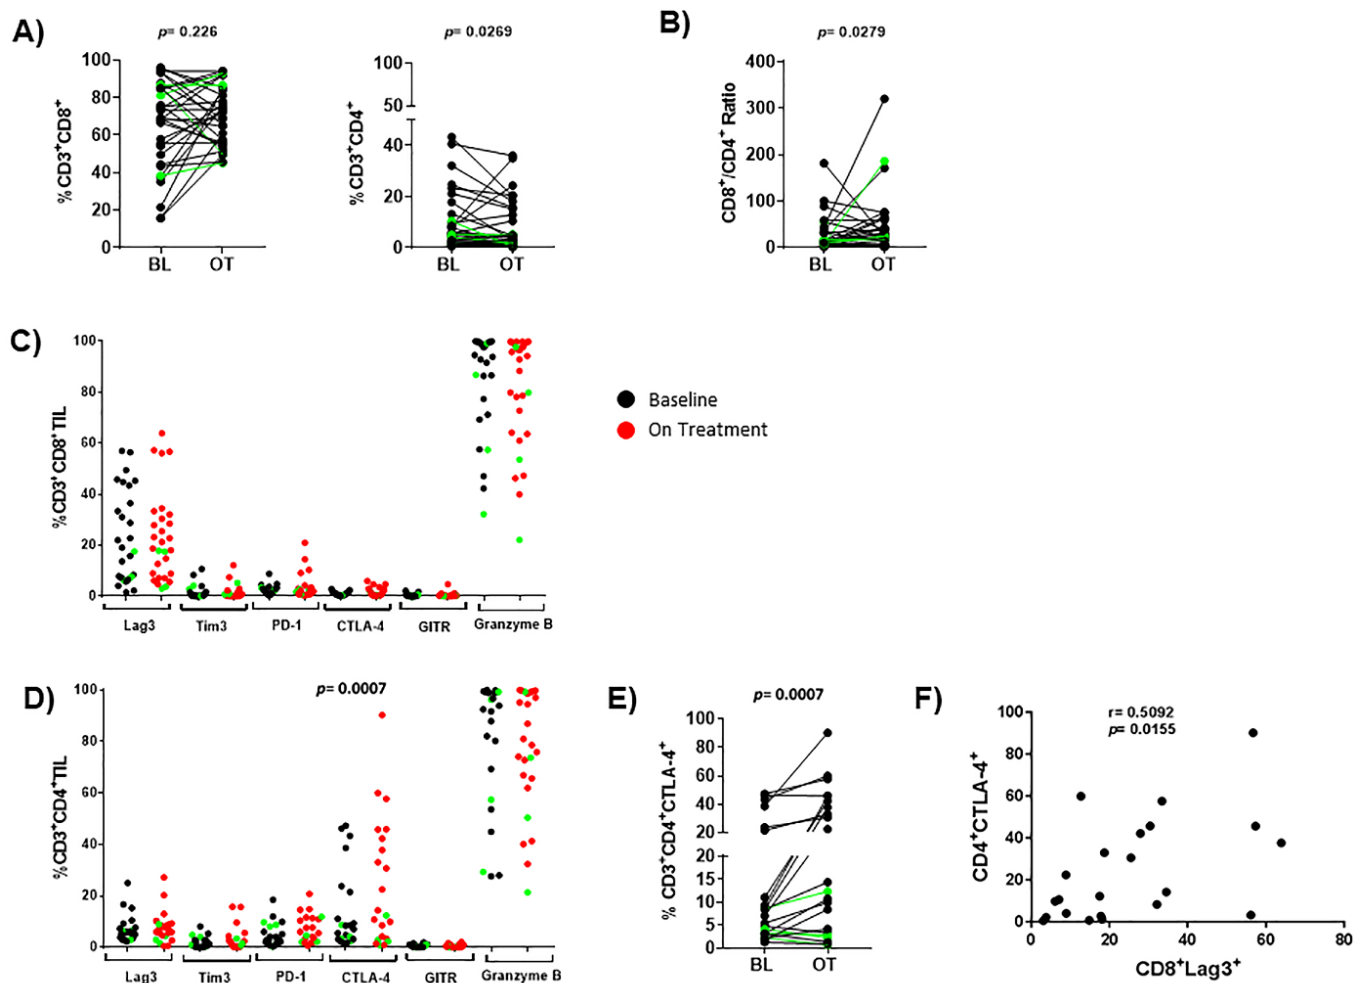 A)
p= 0.226
% CD3⁺CD8⁺
100
80
60
40
20
0
BL OT
p= 0.0269
% CD3⁺CD4⁺
100
50
40
20
0
BL OT
B)
p= 0.0279
CD8⁺/CD4⁺ Ratio
400
300
200
100
0
BL OT
C)
%CD3⁺CD8⁺TIL
100
80
60
40
20
0
Lag3 Tim3 PD-1 CTLA-4 GITR Granzyme B
Baseline
On Treatment
D)
p= 0.0007
%CD3⁺CD4⁺TIL
100
80
60
40
20
0
Lag3 Tim3 PD-1 CTLA-4 GITR Granzyme B
E)
p= 0.0007
% CD3⁺CD4⁺CTLA-4⁺
100
80
60
40
20
20
15
10
5
0
BL OT
F)
r= 0.5092
p= 0.0155
CD4⁺CTLA-4⁺
100
80
60
40
20
0
0 20 40 60 80
CD8⁺Lag3⁺